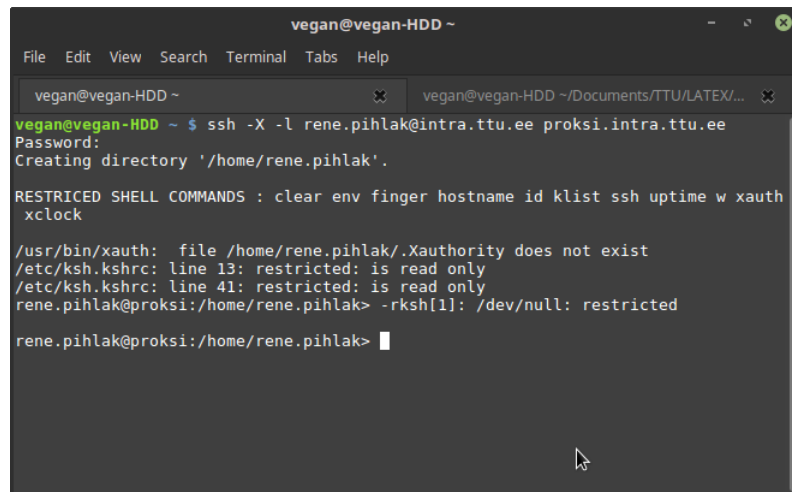 vegan@vegan-HDD ~
File Edit View Search Terminal Tabs Help
vegan@vegan-HDD ~ vegan@vegan-HDD ~/Documents/TTU/LATEX/...
vegan@vegan-HDD ~ $ ssh -X -l rene.pihlak@intra.ttu.ee proksi.intra.ttu.ee
Password:
Creating directory '/home/rene.pihlak'.
RESTRICED SHELL COMMANDS : clear env finger hostname id klist ssh uptime w xauth
xclock
/usr/bin/xauth:  file /home/rene.pihlak/.Xauthority does not exist
/etc/ksh.kshrc: line 13: restricted: is read only
/etc/ksh.kshrc: line 41: restricted: is read only
rene.pihlak@proksi:/home/rene.pihlak> -rksh[1]: /dev/null: restricted
rene.pihlak@proksi:/home/rene.pihlak>